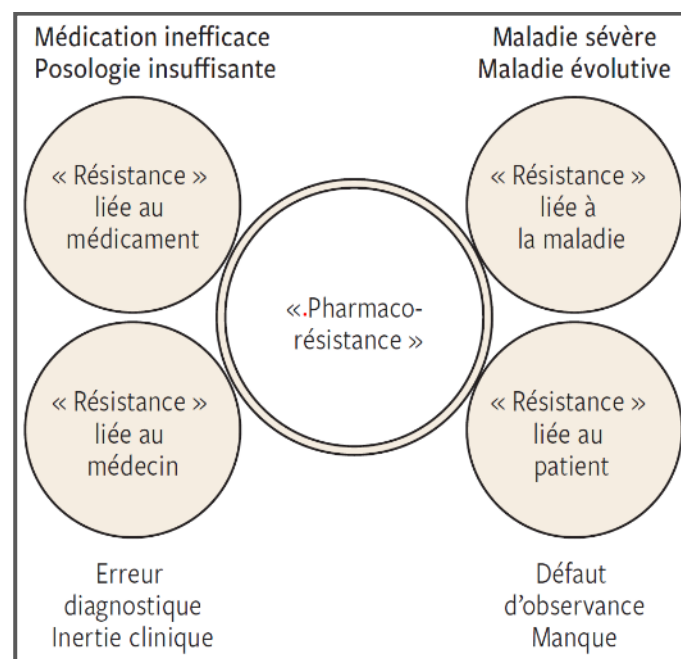 Médication inefficace
Posologie insuffisante
Maladie sévère
Maladie évolutive
« Résistance »
liée au
médicament
« Résistance »
liée à
la maladie
« Pharmaco-
résistance »
« Résistance »
liée au
médecin
« Résistance »
liée au
patient
Erreur
diagnostique
Inertie clinique
Défaut
d’observance
Manque